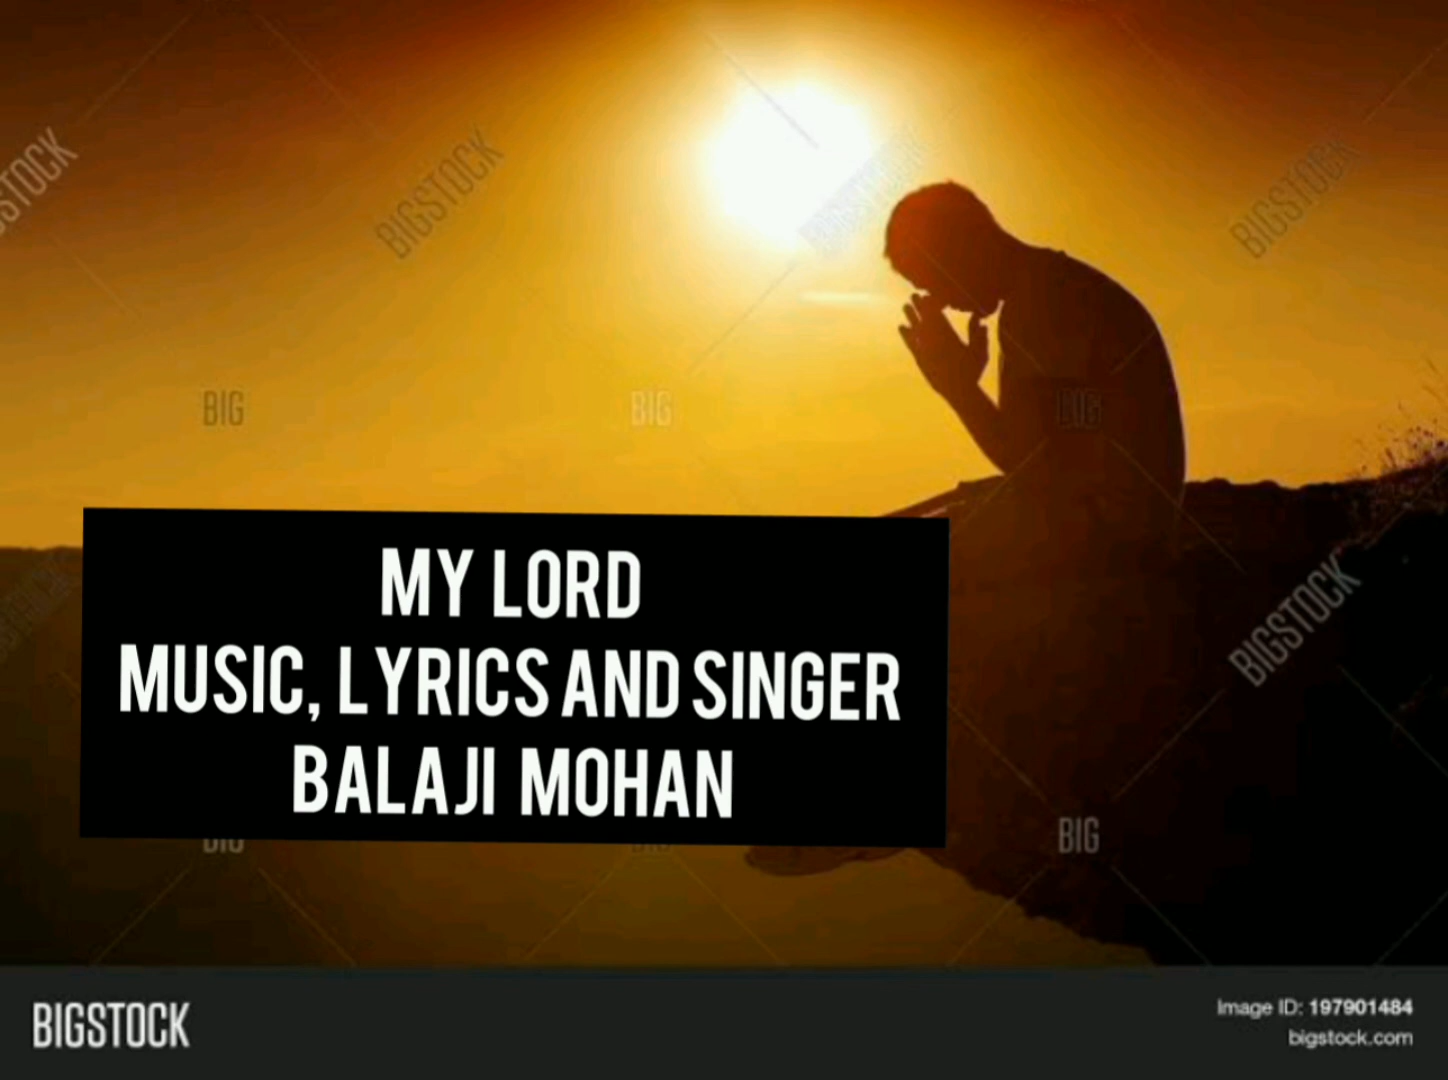 BIGSTOCK
BIGSTOCK
BIGSTOCK
BIG
BIG
BIG
MY LORD
MUSIC, LYRICS AND SINGER
BALAJI MOHAN
BIGSTOCK
BIG
BIG
BIGSTOCK
Image ID: 197901484
bigstock.com